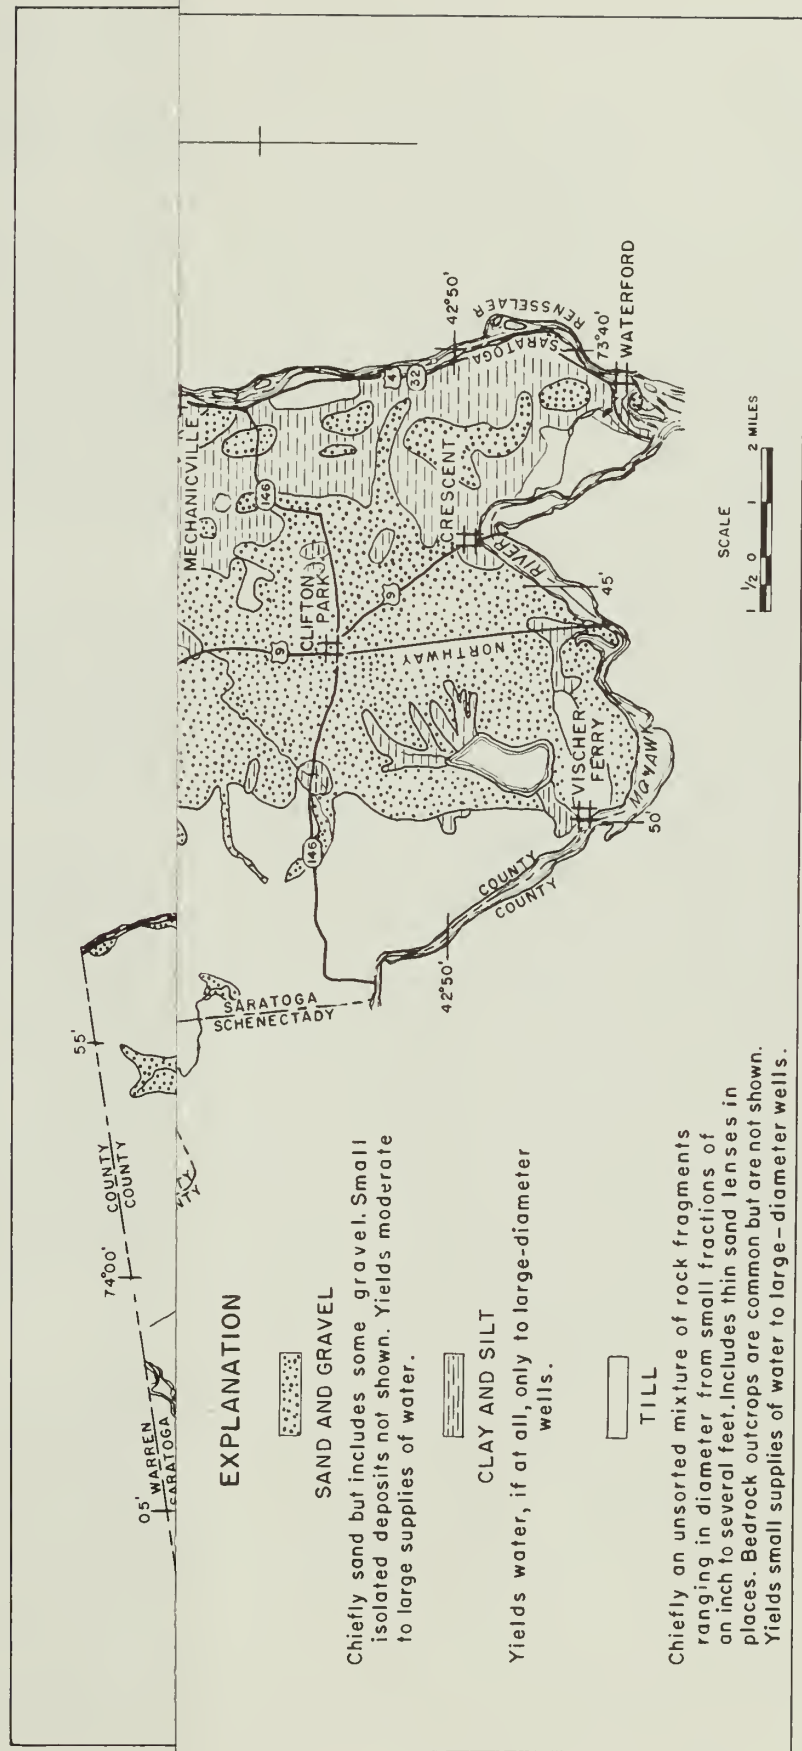 05'
WARREN
SARATOGA
74°00'
COUNTY
COUNTY
55'
SARATOGA
SCHENECTADY
MECHANICVILLE
146
CLIFTON
PARK
9
9
146
NORTHWAY
CRESCENT
4
32
42°50'
RENSSELAER
SARATOGA
73°40'
WATERFORD
RIVER
45'
VISCHER
FERRY
MOHAWK
50'
COUNTY
COUNTY
42°50'
SCALE
1 1/2 0 1 2 MILES
EXPLANATION
SAND AND GRAVEL
Chiefly sand but includes some gravel. Small
isolated deposits not shown. Yields moderate
to large supplies of water.
CLAY AND SILT
Yields water, if at all, only to large-diameter
wells.
TILL
Chiefly an unsorted mixture of rock fragments
ranging in diameter from small fractions of
an inch to several feet. Includes thin sand lenses in
places. Bedrock outcrops are common but are not shown.
Yields small supplies of water to large-diameter wells.